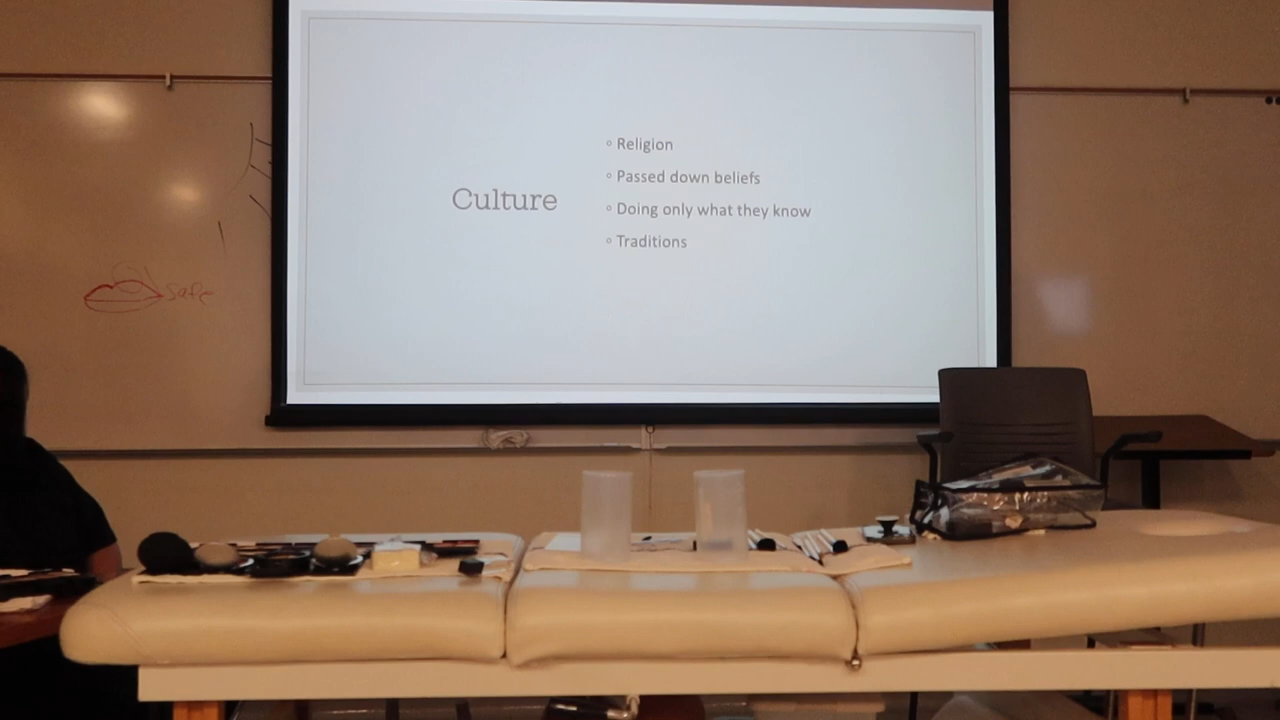 Culture
Religion
Passed down beliefs
Doing only what they know
Traditions
safe